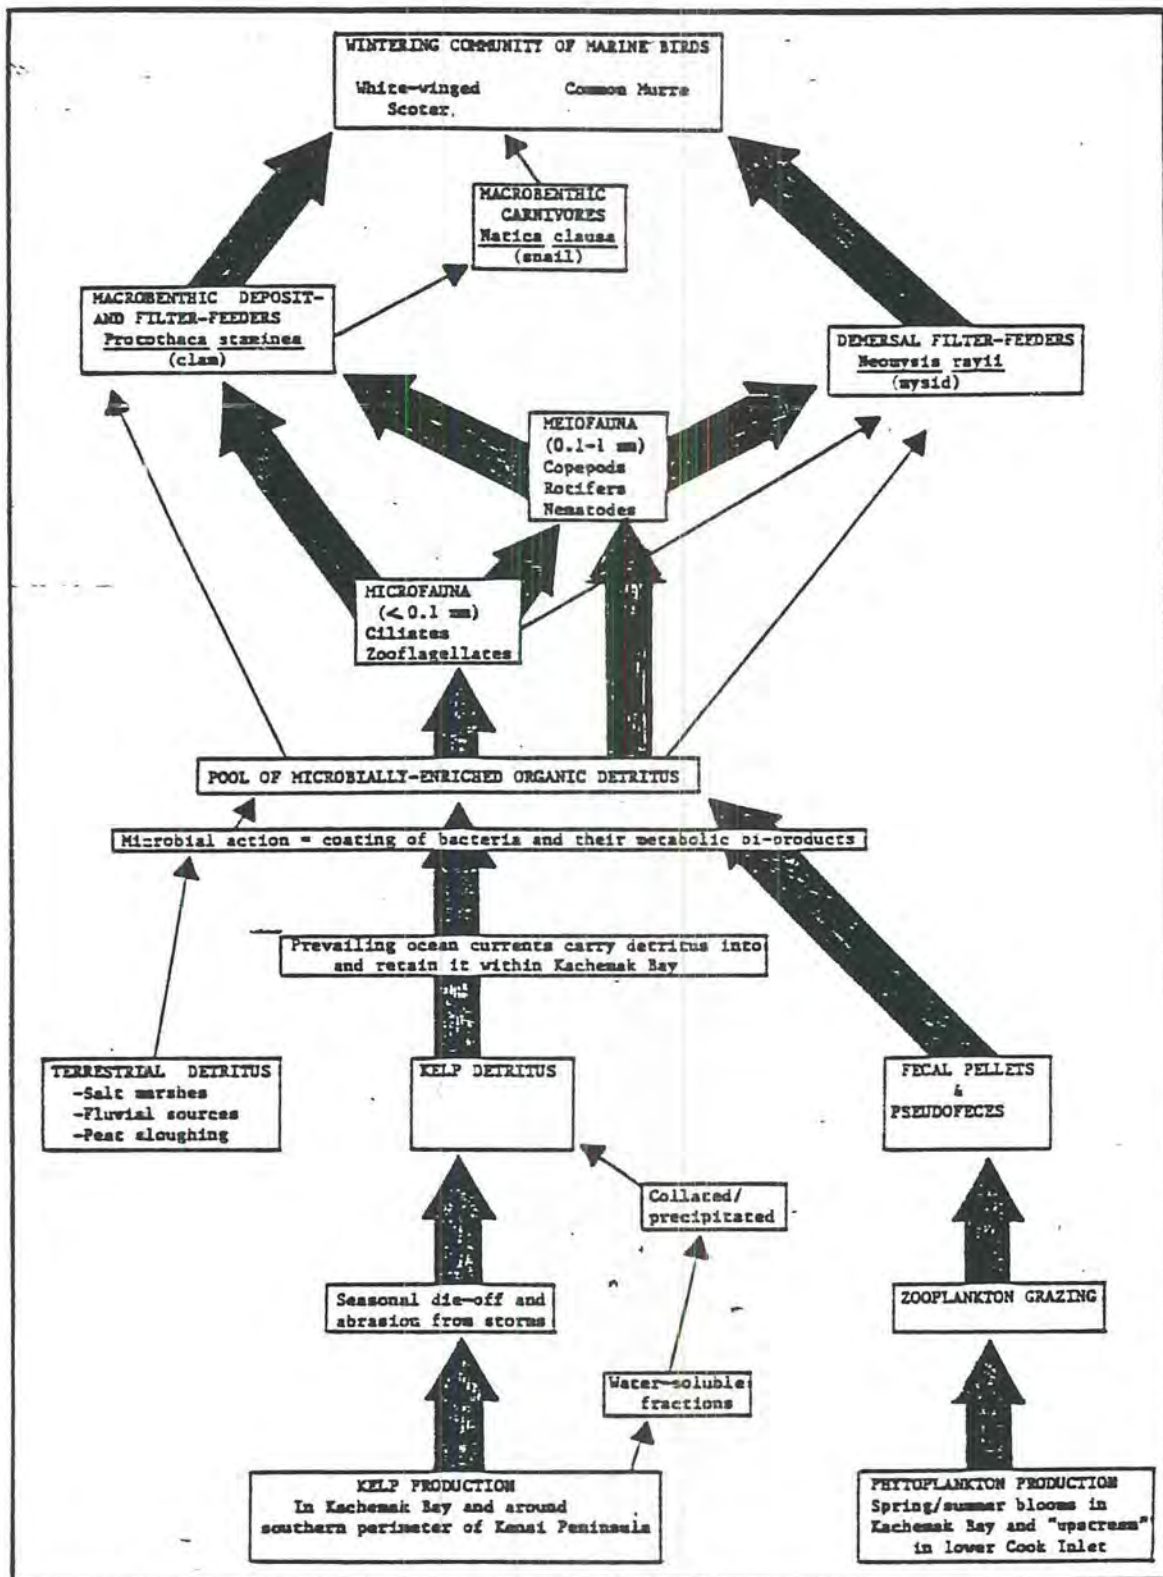 WINTERING COMMUNITY OF MARINE BIRDS
White-winged Common Murre
Scoter.
MACROBENTHIC
CARNIVORES
Natica clausa
(snail)
MACROBENTHIC DEPOSIT-
AND FILTER-FEEDERS
Protothaca staminea
(clam)
DEMERSAL FILTER-FEEDERS
Neomysis rayii
(mysid)
MEIOFAUNA
(0.1-1 mm)
Copepods
Rotifers
Nematodes
MICROFAUNA
(< 0.1 mm)
Ciliates
Zooflagellates
POOL OF MICROBIALLY-ENRICHED ORGANIC DETRITUS
Microbial action = coating of bacteria and their metabolic bi-products
Prevailing ocean currents carry detritus into
and retain it within Kachemak Bay
TERRESTRIAL DETRITUS
-Salt marshes
-Fluvial sources
-Peat sloughing
KELP DETRITUS
FECAL PELLETS
&
PSEUDOFECES
Collated/
precipitated
Seasonal die-off and
abrasion from storms
ZOOPLANKTON GRAZING
Water-soluble
fractions
KELP PRODUCTION
In Kachemak Bay and around
southern perimeter of Kenai Peninsula
PHYTOPLANKTON PRODUCTION
Spring/summer blooms in
Kachemak Bay and "upstream"
in lower Cook Inlet